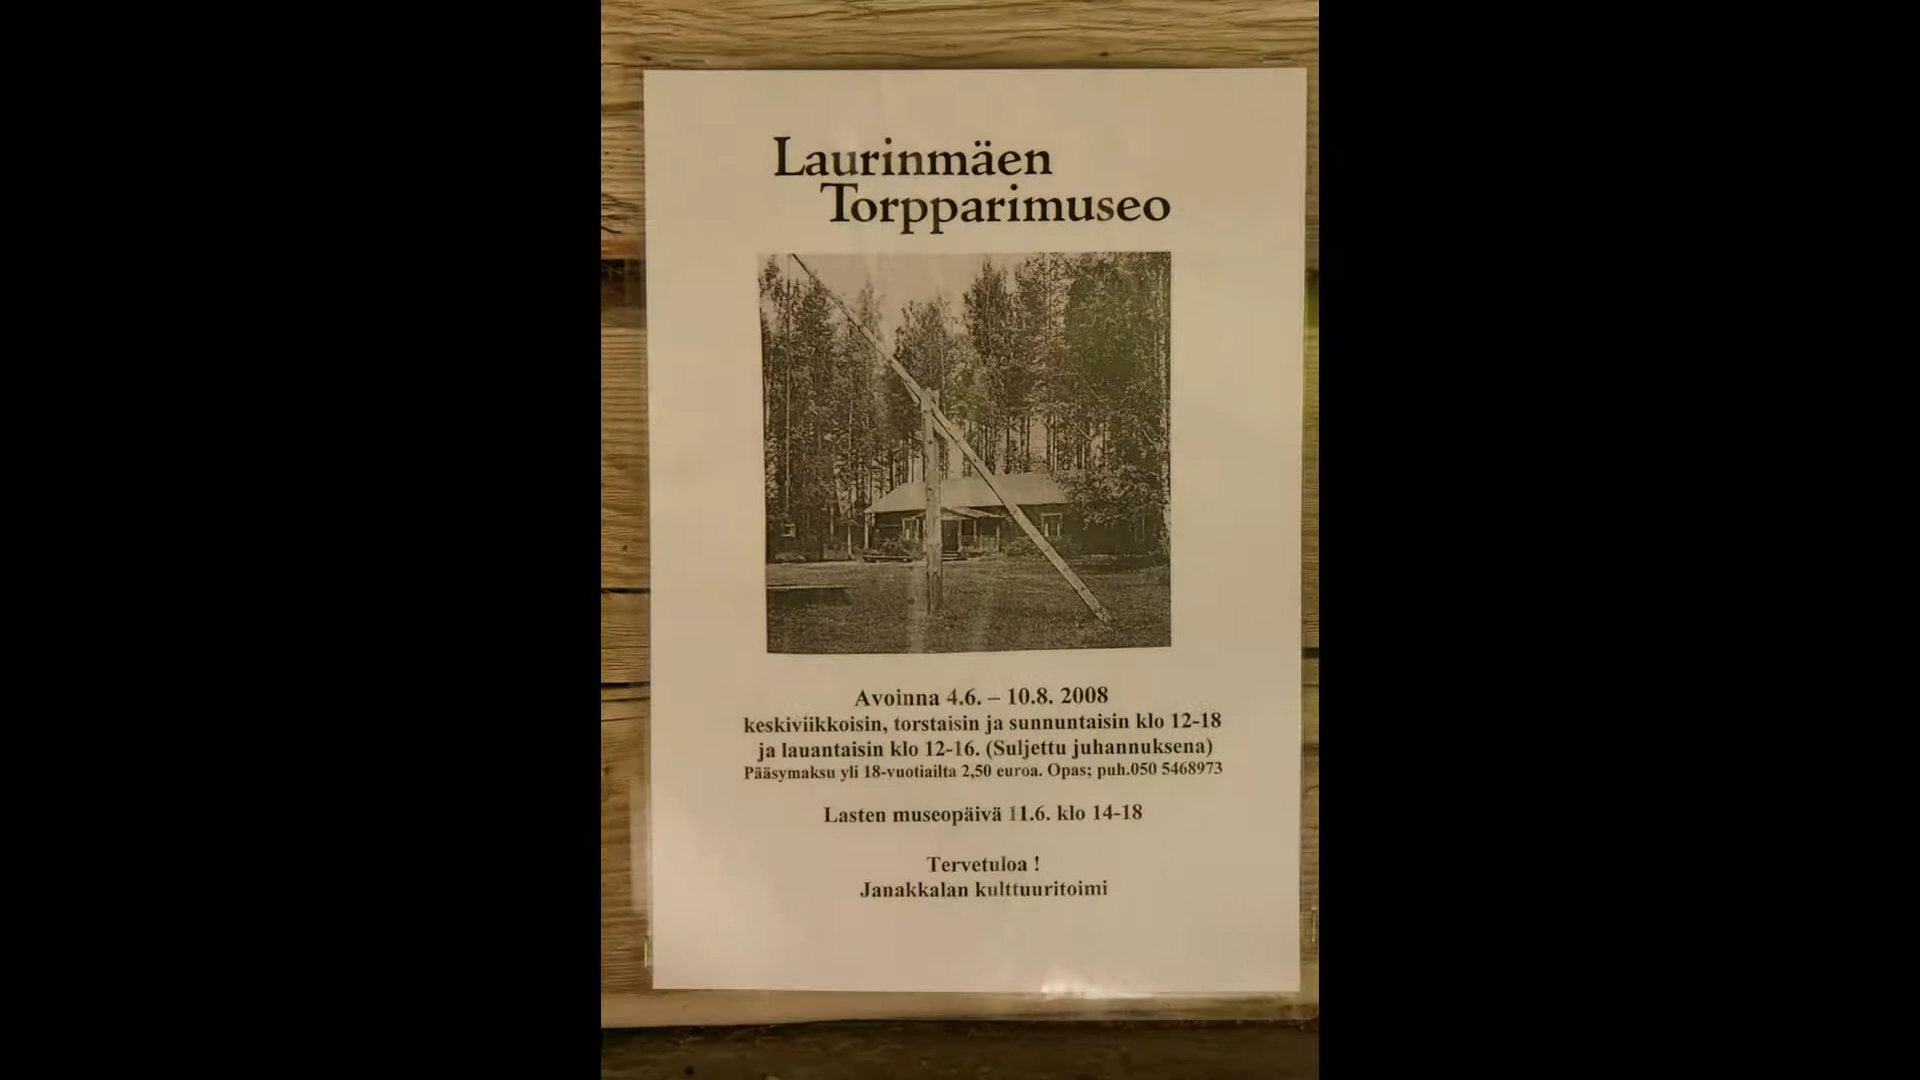 Laurinmäen
Torpparimuseo
Avoinna 4.6. – 10.8. 2008
keskiviikkoisin, torstaisin ja sunnuntaisin klo 12-18
ja lauantaisin klo 12-16. (Suljettu juhannuksena)
Pääsymaksu yli 18-vuotiailta 2,50 euroa. Opas; puh.050 5468973
Lasten museopäivä 11.6. klo 14-18
Tervetuloa !
Janakkalan kulttuuritoimi